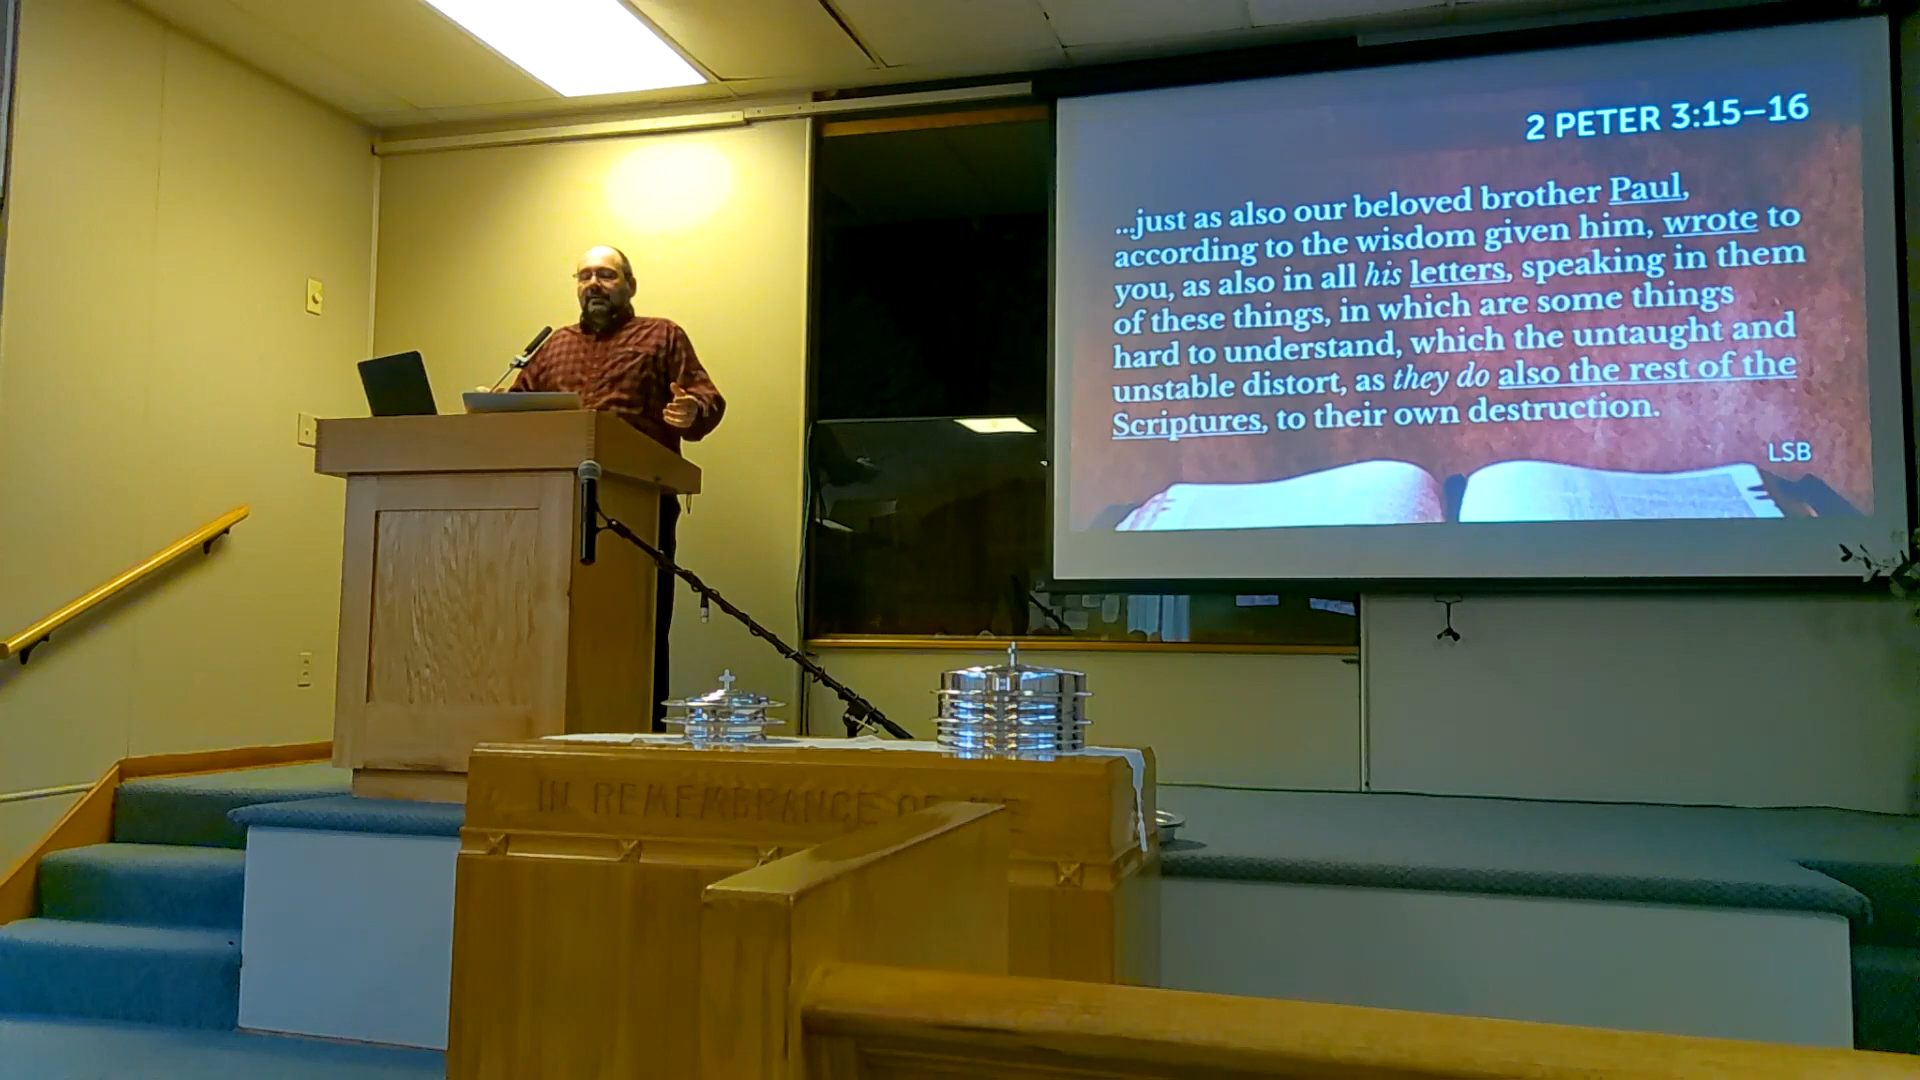 2 PETER 3:15–16
...just as also our beloved brother Paul,
according to the wisdom given him, wrote to
you, as also in all his letters, speaking in them
of these things, in which are some things
hard to understand, which the untaught and
unstable distort, as they do also the rest of the
Scriptures, to their own destruction.
LSB
IN REMEMBRANCE OF ME